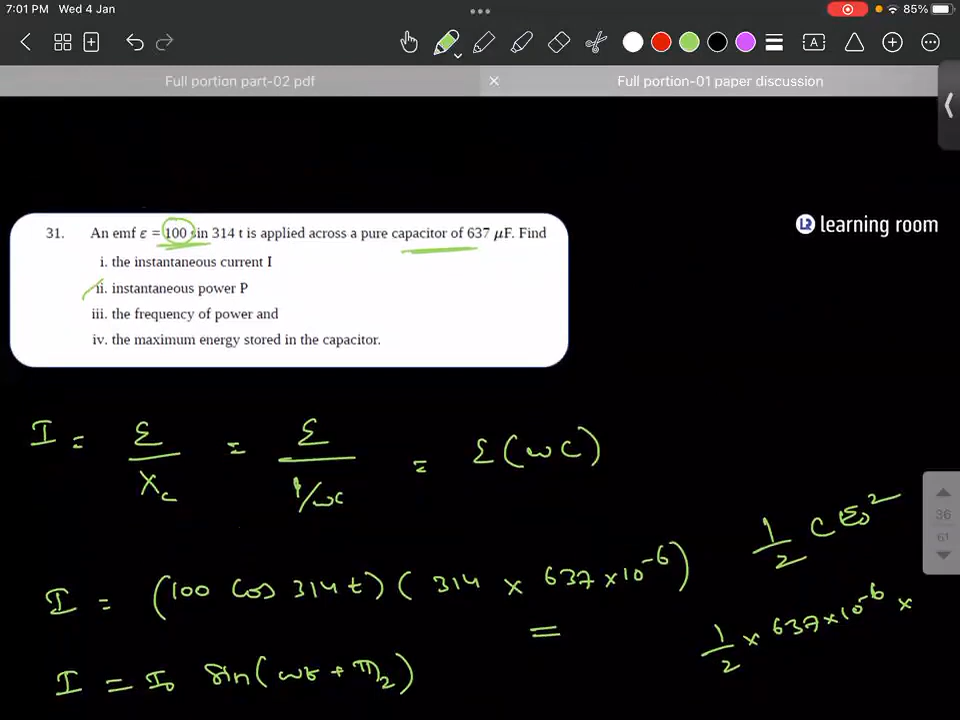 7:01 PM Wed 4 Jan
85%
Full portion part-02 pdf
Full portion-01 paper discussion
31. An emf ε = 100 sin 314 t is applied across a pure capacitor of 637 μF. Find
i. the instantaneous current I
ii. instantaneous power P
iii. the frequency of power and
iv. the maximum energy stored in the capacitor.
learning room
I = ε/X_c = ε/(1/ωC) = ε(ωC)
36
61
1/2 C ε₀²
I = (100 cos 314 t) (314 × 637 × 10⁻⁶)
=
1/2 × 637 × 10⁻⁶ ×
I = I₀ sin(ωt + π/2)